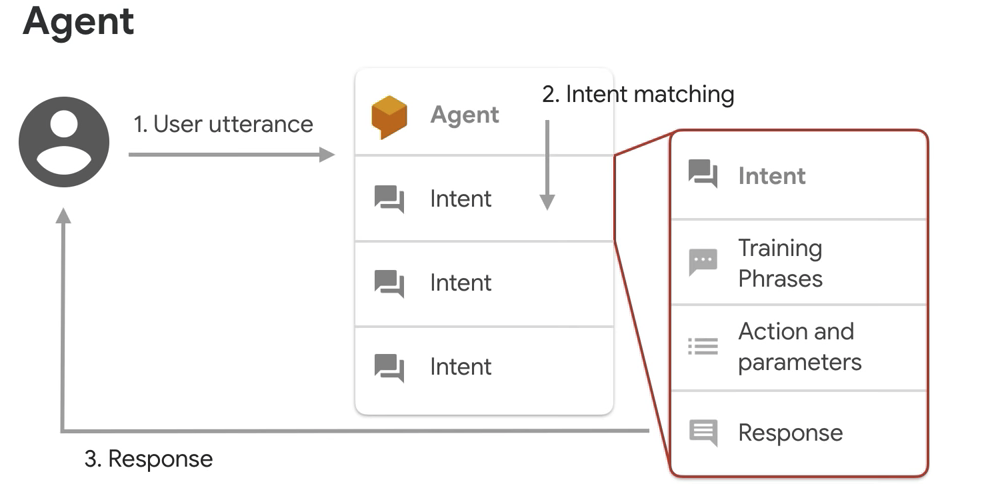 Agent
1. User utterance
Agent
2. Intent matching
Intent
Intent
Intent
Intent
Training
Phrases
Action and
parameters
Response
3. Response